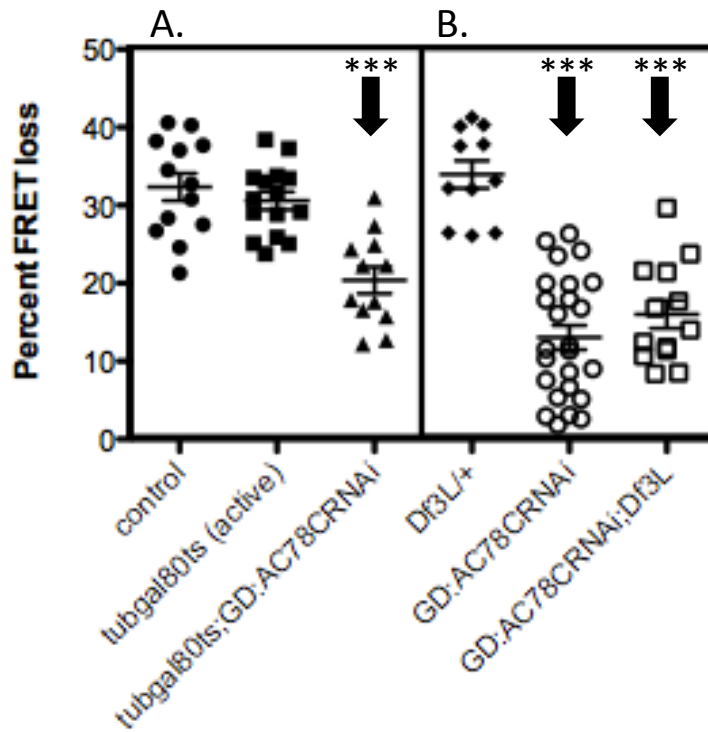 A. B.
Percent FRET loss
50
40
30
20
10
0
*** *** ***
control
tubgal80ts (active)
tubgal80ts;GD:AC78CRNAi
Df3L/+
GD:AC78CRNAi
GD:AC78CRNAi;Df3L